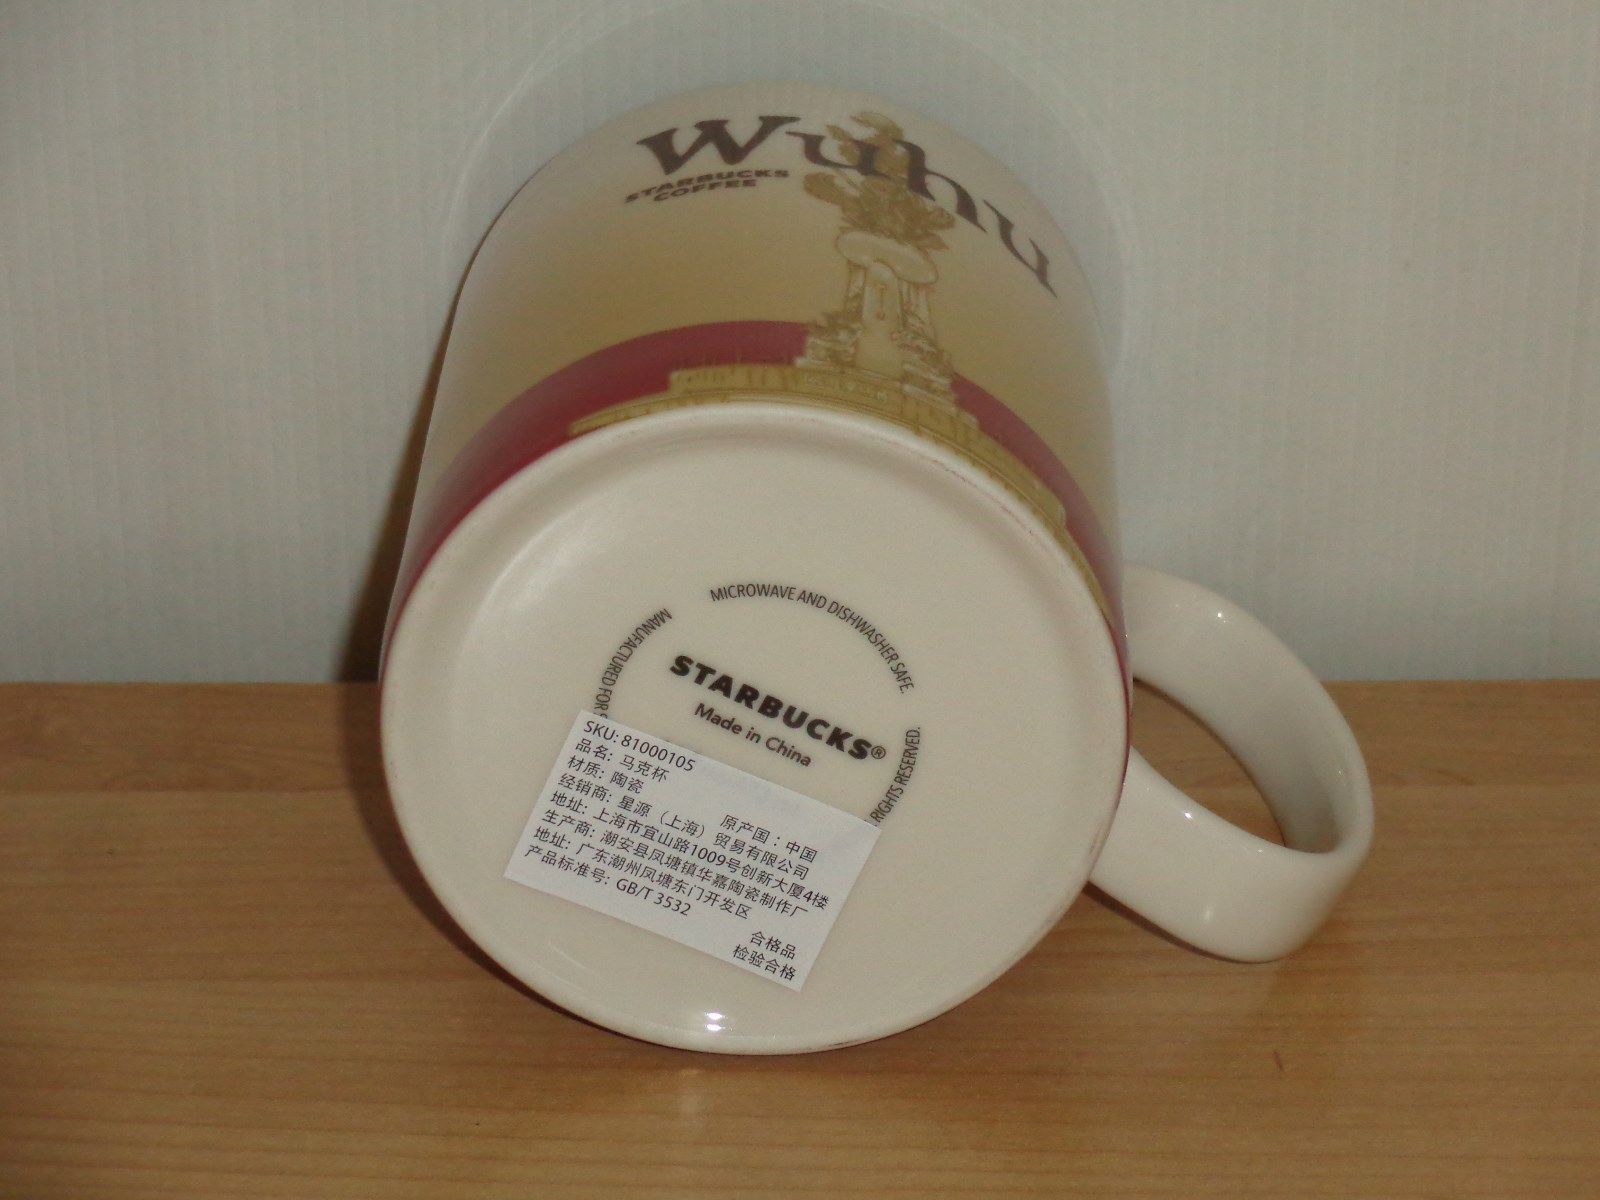 Wuhu
STARBUCKS
COFFEE
MICROWAVE AND DISHWASHER SAFE.
MANUFACTURED FOR
RIGHTS RESERVED.
STARBUCKS®
Made in China
SKU: 81000105
品名: 马克杯
材质: 陶瓷 原产国：中国
经销商: 星源（上海）贸易有限公司
地址: 上海市宜山路1009号创新大厦4楼
生产商: 潮安县凤塘镇华嘉陶瓷制作厂
地址: 广东潮州凤塘东门开发区
产品标准号: GB/T 3532
合格品
检验合格